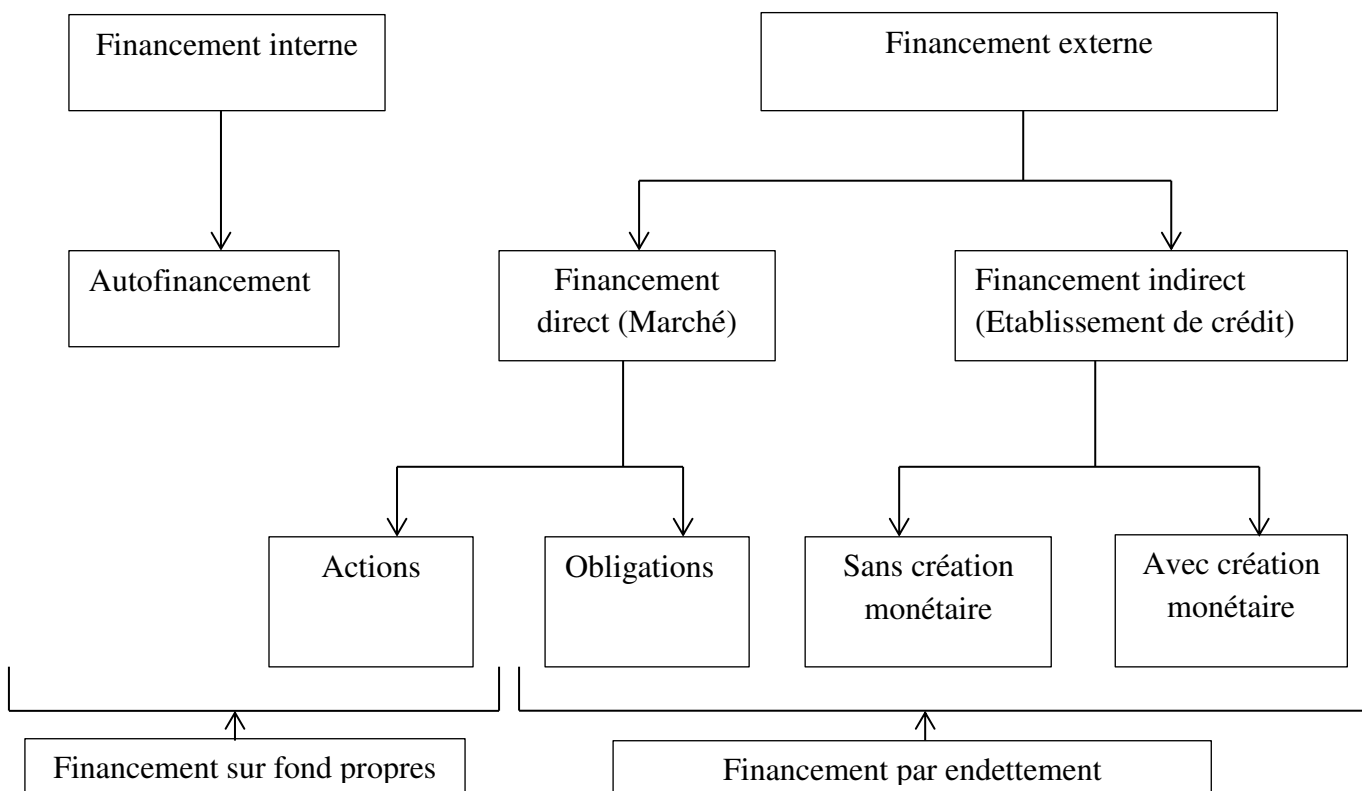 Financement interne
Financement externe
Autofinancement
Financement
direct (Marché)
Financement indirect
(Etablissement de crédit)
Actions
Obligations
Sans création
monétaire
Avec création
monétaire
Financement sur fond propres
Financement par endettement